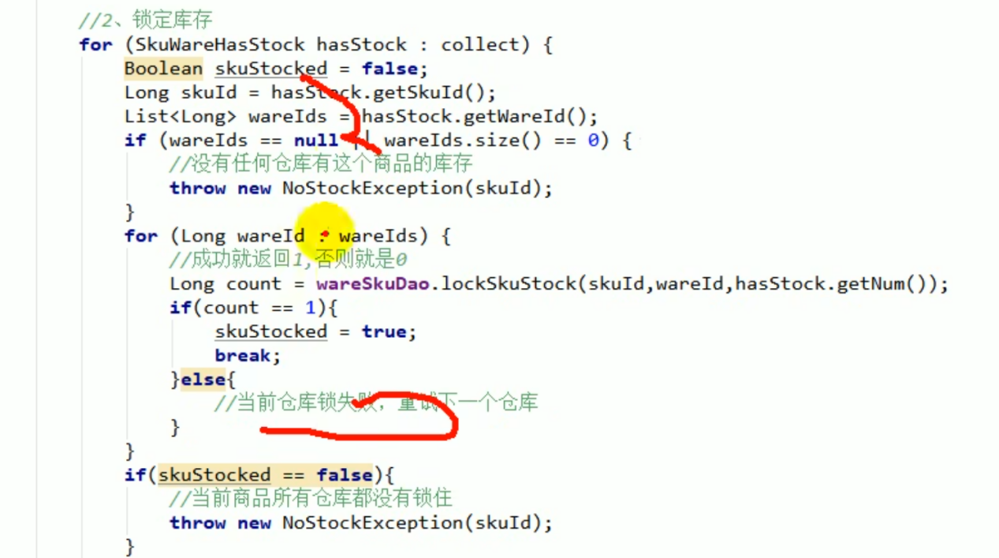 //2、锁定库存
for (SkuWareHasStock hasStock : collect) {
Boolean skuStocked = false;
Long skuId = hasStock.getSkuId();
List<Long> wareIds = hasStock.getWareId();
if (wareIds == null || wareIds.size() == 0) {
//没有任何仓库有这个商品的库存
throw new NoStockException(skuId);
}
for (Long wareId : wareIds) {
//成功就返回1,否则就是0
Long count = wareSkuDao.lockSkuStock(skuId,wareId,hasStock.getNum());
if(count == 1){
skuStocked = true;
break;
}else{
//当前仓库锁失败，重试下一个仓库
}
}
if(skuStocked == false){
//当前商品所有仓库都没有锁住
throw new NoStockException(skuId);
}